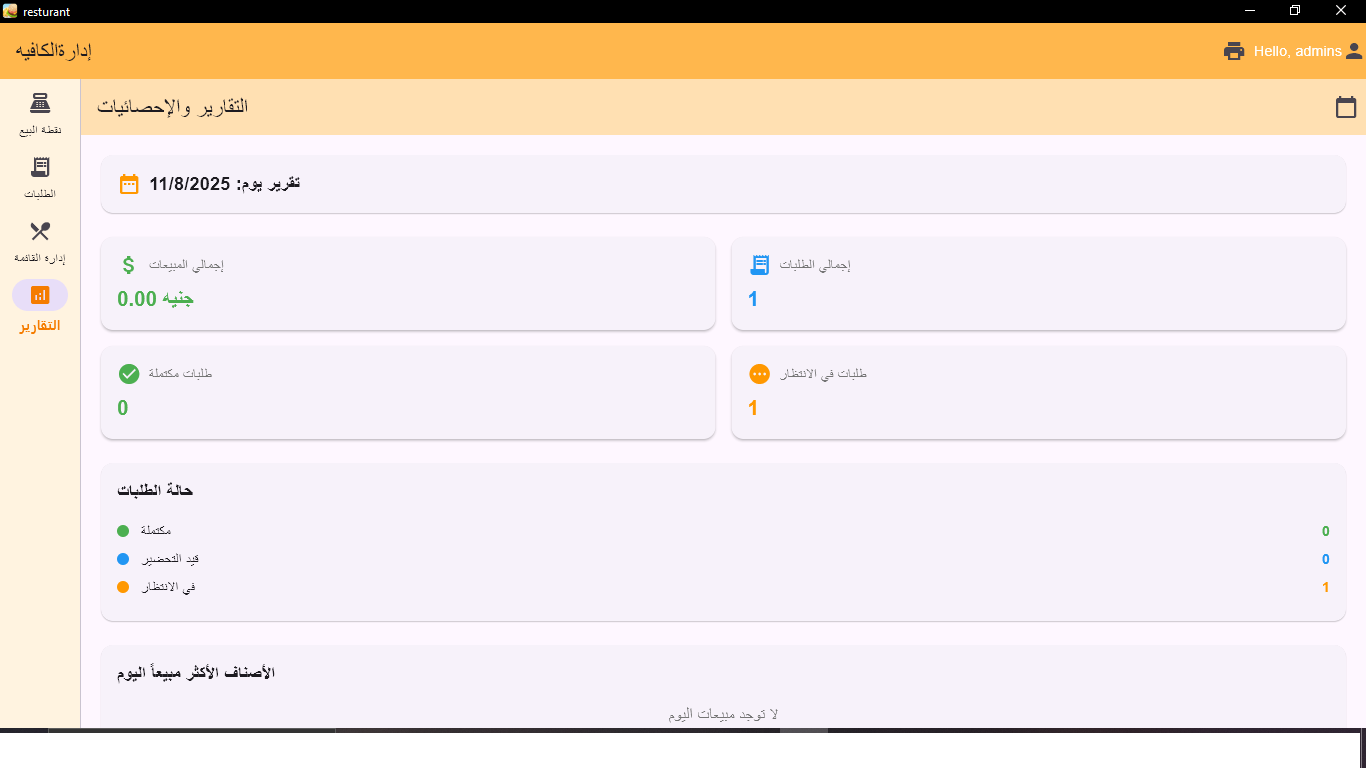 resturant
إدارةالكافيه
Hello, admins
نقطة البيع
الطلبات
إدارة القائمة
التقارير
التقارير والإحصائيات
تقرير يوم: 11/8/2025
إجمالي المبيعات
0.00 جنيه
إجمالي الطلبات
1
طلبات مكتملة
0
طلبات في الانتظار
1
حالة الطلبات
مكتملة 0
قيد التحضير 0
في الانتظار 1
الأصناف الأكثر مبيعاً اليوم
لا توجد مبيعات اليوم